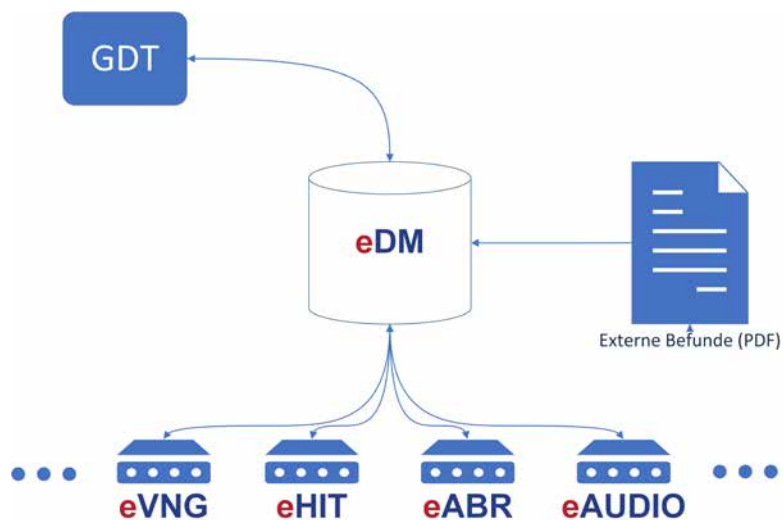 GDT
eDM
Externe Befunde (PDF)
eVNG
eHIT
eABR
eAUDIO